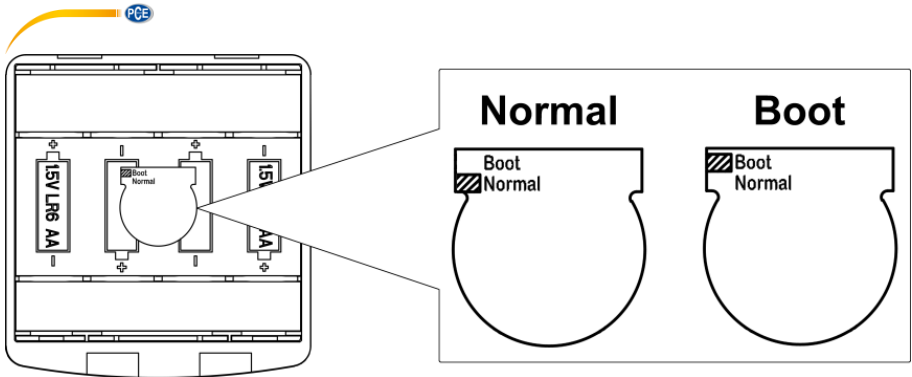 PCE
Normal
Boot
Boot
Normal
Boot
Normal
+ − + −
1.5V LR6 AA
Boot
Normal
1.5V
AA
− + − +